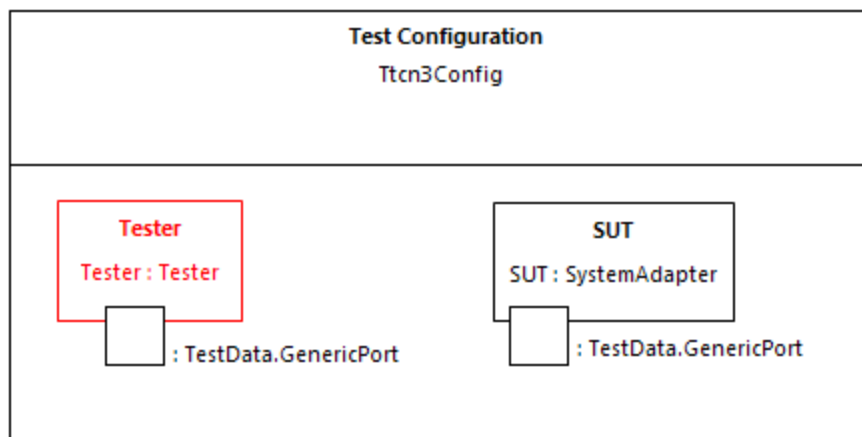 Test Configuration
Ttcn3Config
Tester
Tester : Tester
: TestData.GenericPort
SUT
SUT : SystemAdapter
: TestData.GenericPort